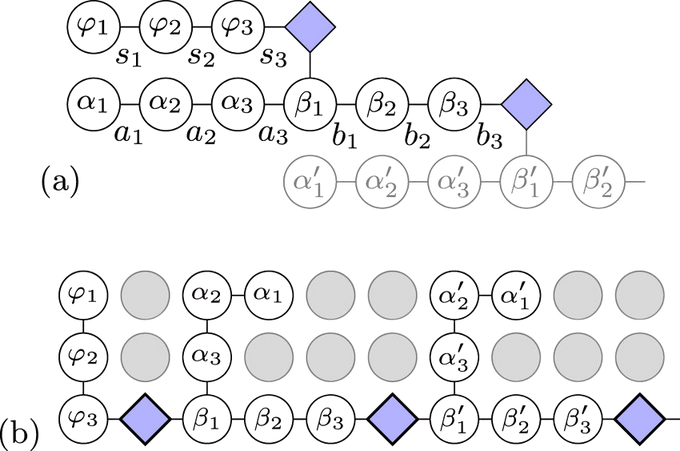 φ1 φ2 φ3
s1 s2 s3
α1 α2 α3 β1 β2 β3
a1 a2 a3 b1 b2 b3
(a) α′1 α′2 α′3 β′1 β′2
φ1 α2 α1 α′2 α′1
φ2 α3 α′3
(b) φ3 β1 β2 β3 β′1 β′2 β′3